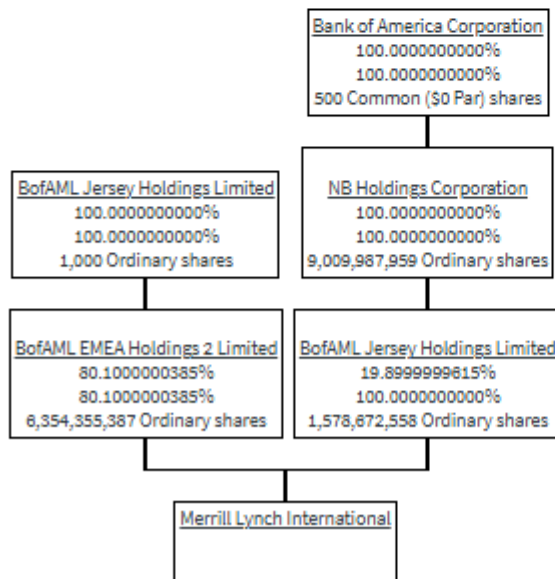 Bank of America Corporation
100.0000000000%
100.0000000000%
500 Common ($0 Par) shares
BofAML Jersey Holdings Limited
100.0000000000%
100.0000000000%
1,000 Ordinary shares
NB Holdings Corporation
100.0000000000%
100.0000000000%
9,009,987,959 Ordinary shares
BofAML EMEA Holdings 2 Limited
80.1000000385%
80.1000000385%
6,354,355,387 Ordinary shares
BofAML Jersey Holdings Limited
19.8999999615%
100.0000000000%
1,578,672,558 Ordinary shares
Merrill Lynch International